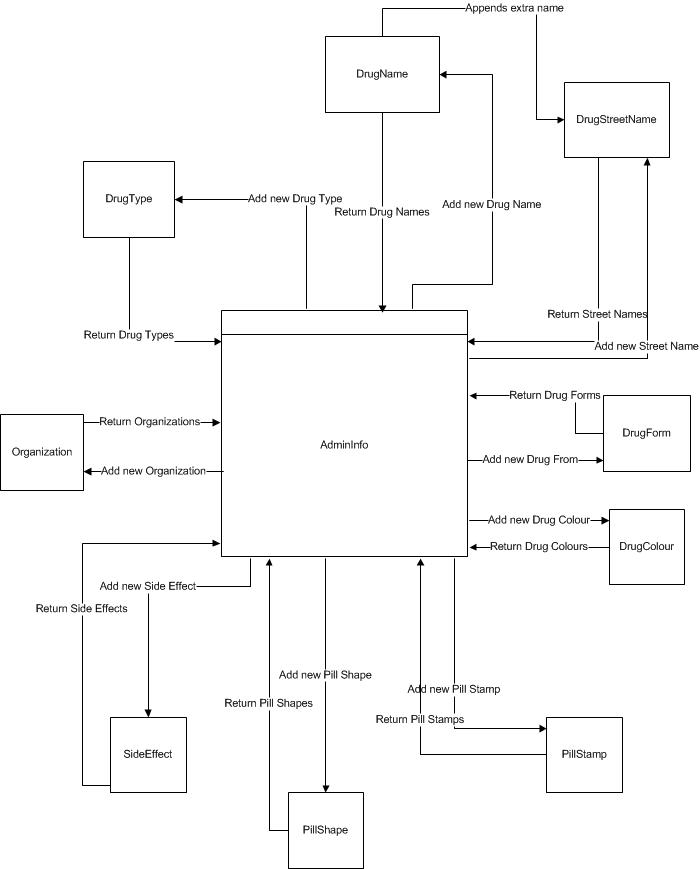 Appends extra name
DrugName
DrugStreetName
DrugType
Add new Drug Type
Return Drug Names
Add new Drug Name
Return Street Names
Return Drug Types
Add new Street Name
Return Drug Forms
Organization
Return Organizations
AdminInfo
DrugForm
Add new Drug From
Add new Organization
Add new Drug Colour
Return Drug Colours
DrugColour
Add new Side Effect
Return Side Effects
Add new Pill Shape
Add new Pill Stamp
Return Pill Shapes
Return Pill Stamps
SideEffect
PillStamp
PillShape